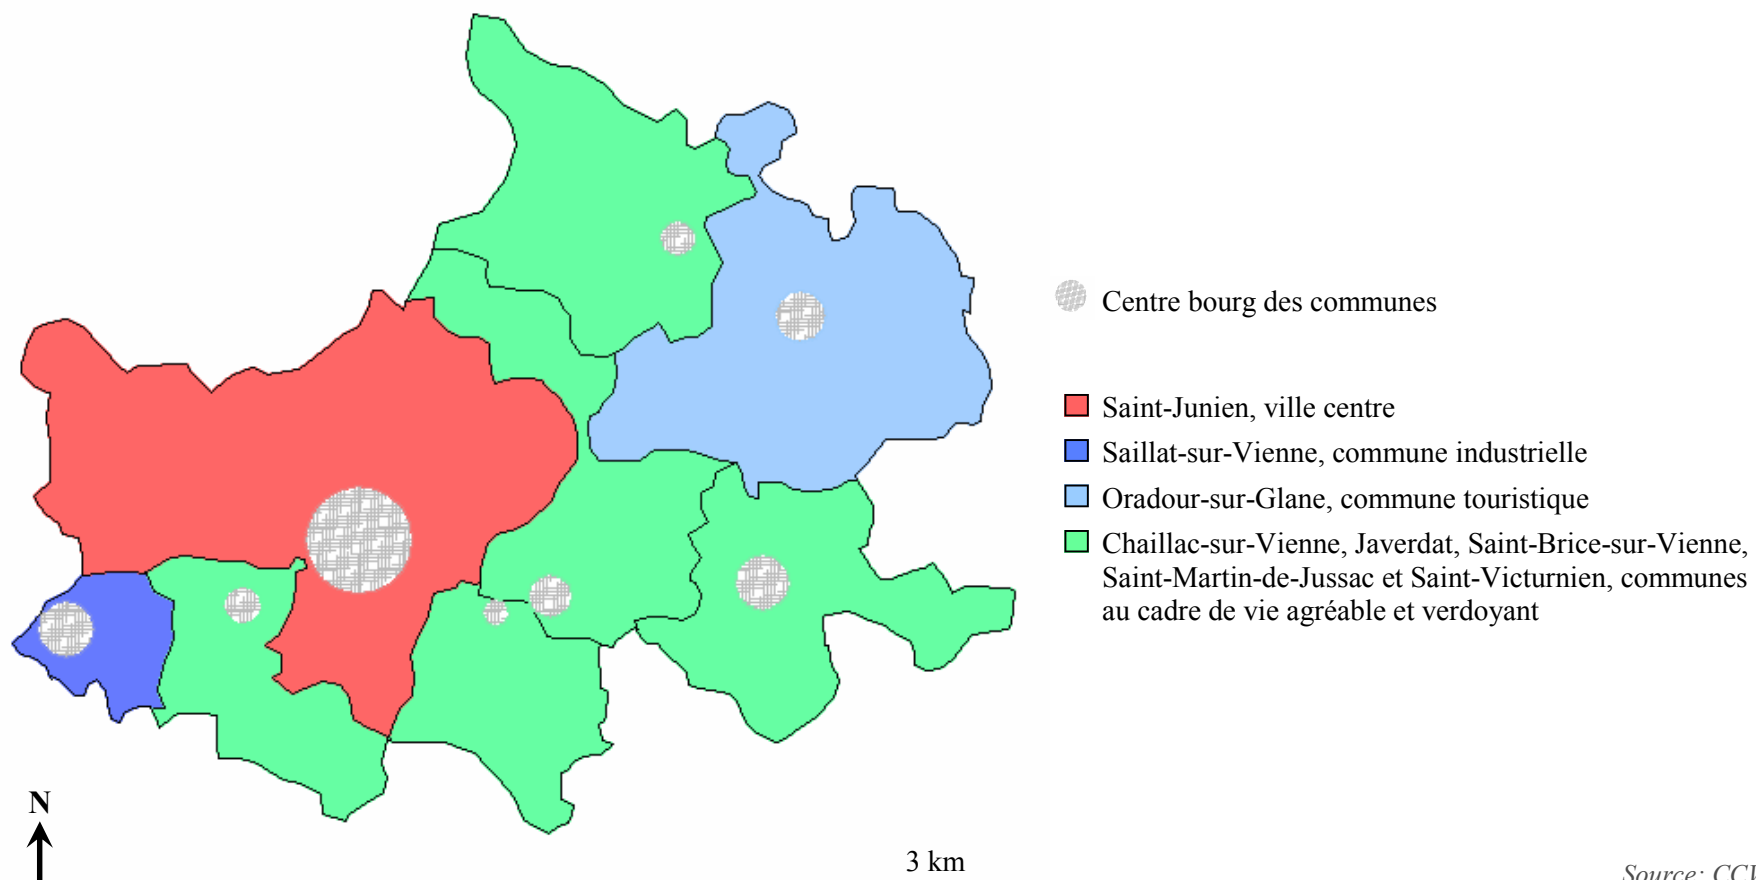 Centre bourg des communes
Saint-Junien, ville centre
Saillat-sur-Vienne, commune industrielle
Oradour-sur-Glane, commune touristique
Chaillac-sur-Vienne, Javerdat, Saint-Brice-sur-Vienne,
Saint-Martin-de-Jussac et Saint-Victurnien, communes
au cadre de vie agréable et verdoyant
N
3 km
Source: